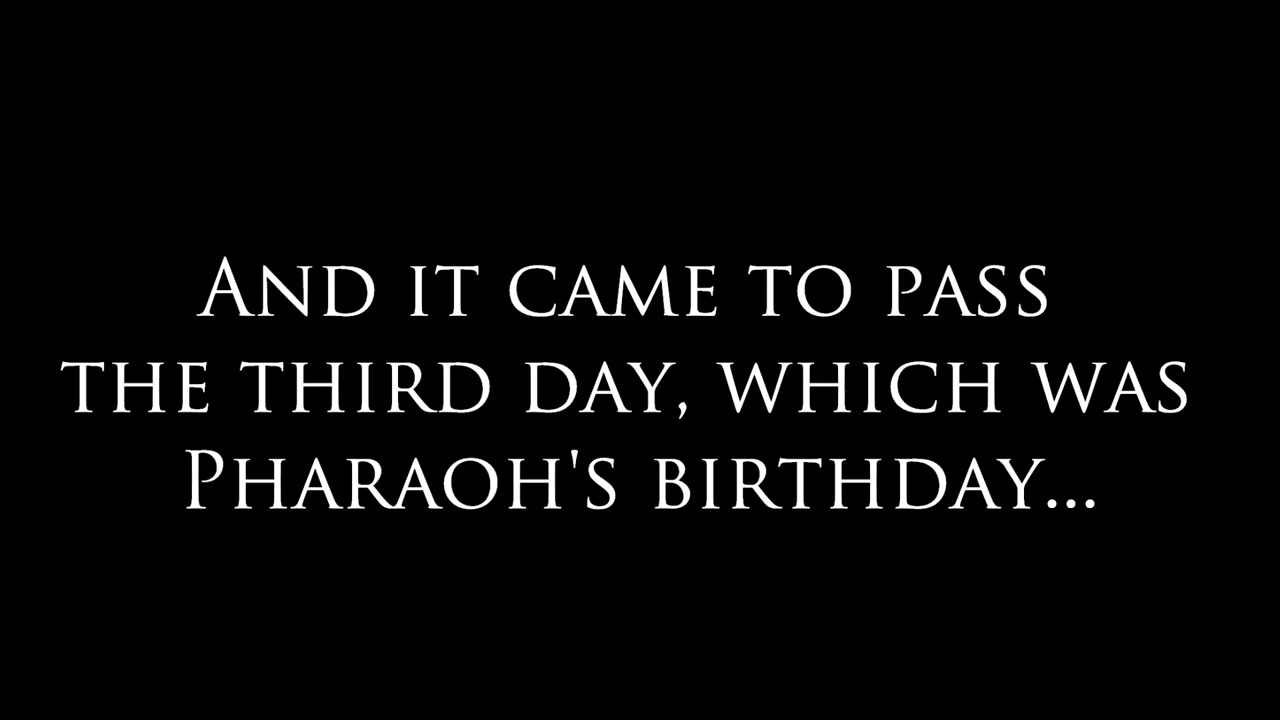 And it came to pass
the third day, which was
Pharaoh's birthday...